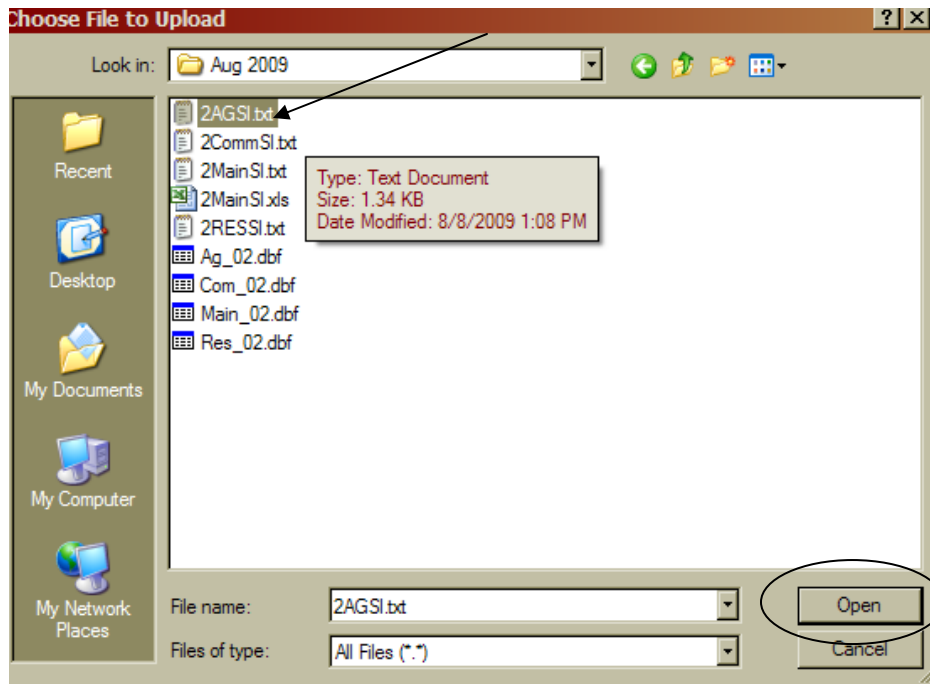 Choose File to Upload
Look in:
Aug 2009
Recent
Desktop
My Documents
My Computer
My Network
Places
2AGSI.txt
2CommSI.txt
2MainSI.txt
2MainSI.xls
2RESSI.txt
Ag_02.dbf
Com_02.dbf
Main_02.dbf
Res_02.dbf
Type: Text Document
Size: 1.34 KB
Date Modified: 8/8/2009 1:08 PM
File name:
2AGSI.txt
Open
Files of type:
All Files (*.*)
Cancel